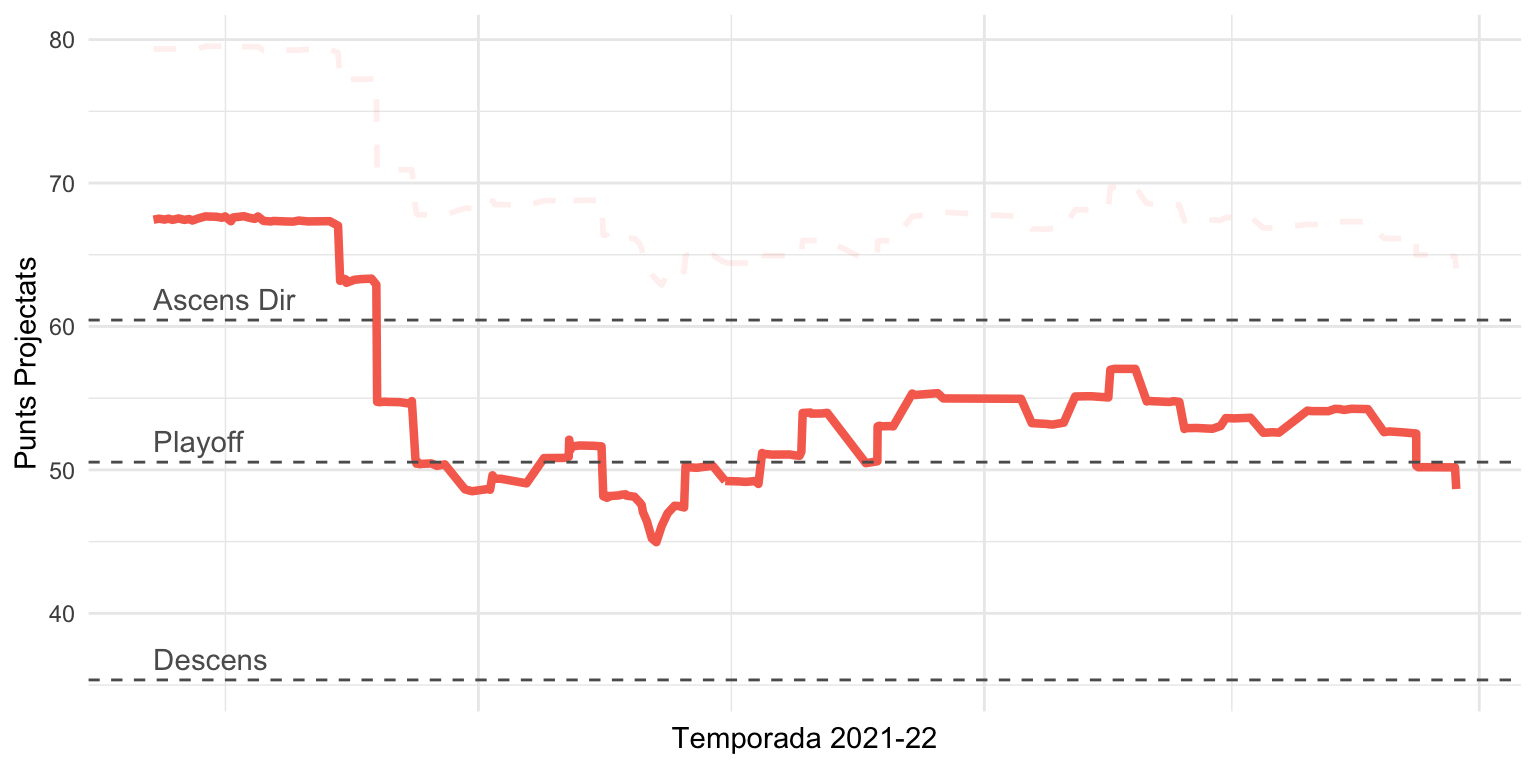 80
70
60
50
40
Punts Projectats
Ascens Dir
Playoff
Descens
Temporada 2021-22